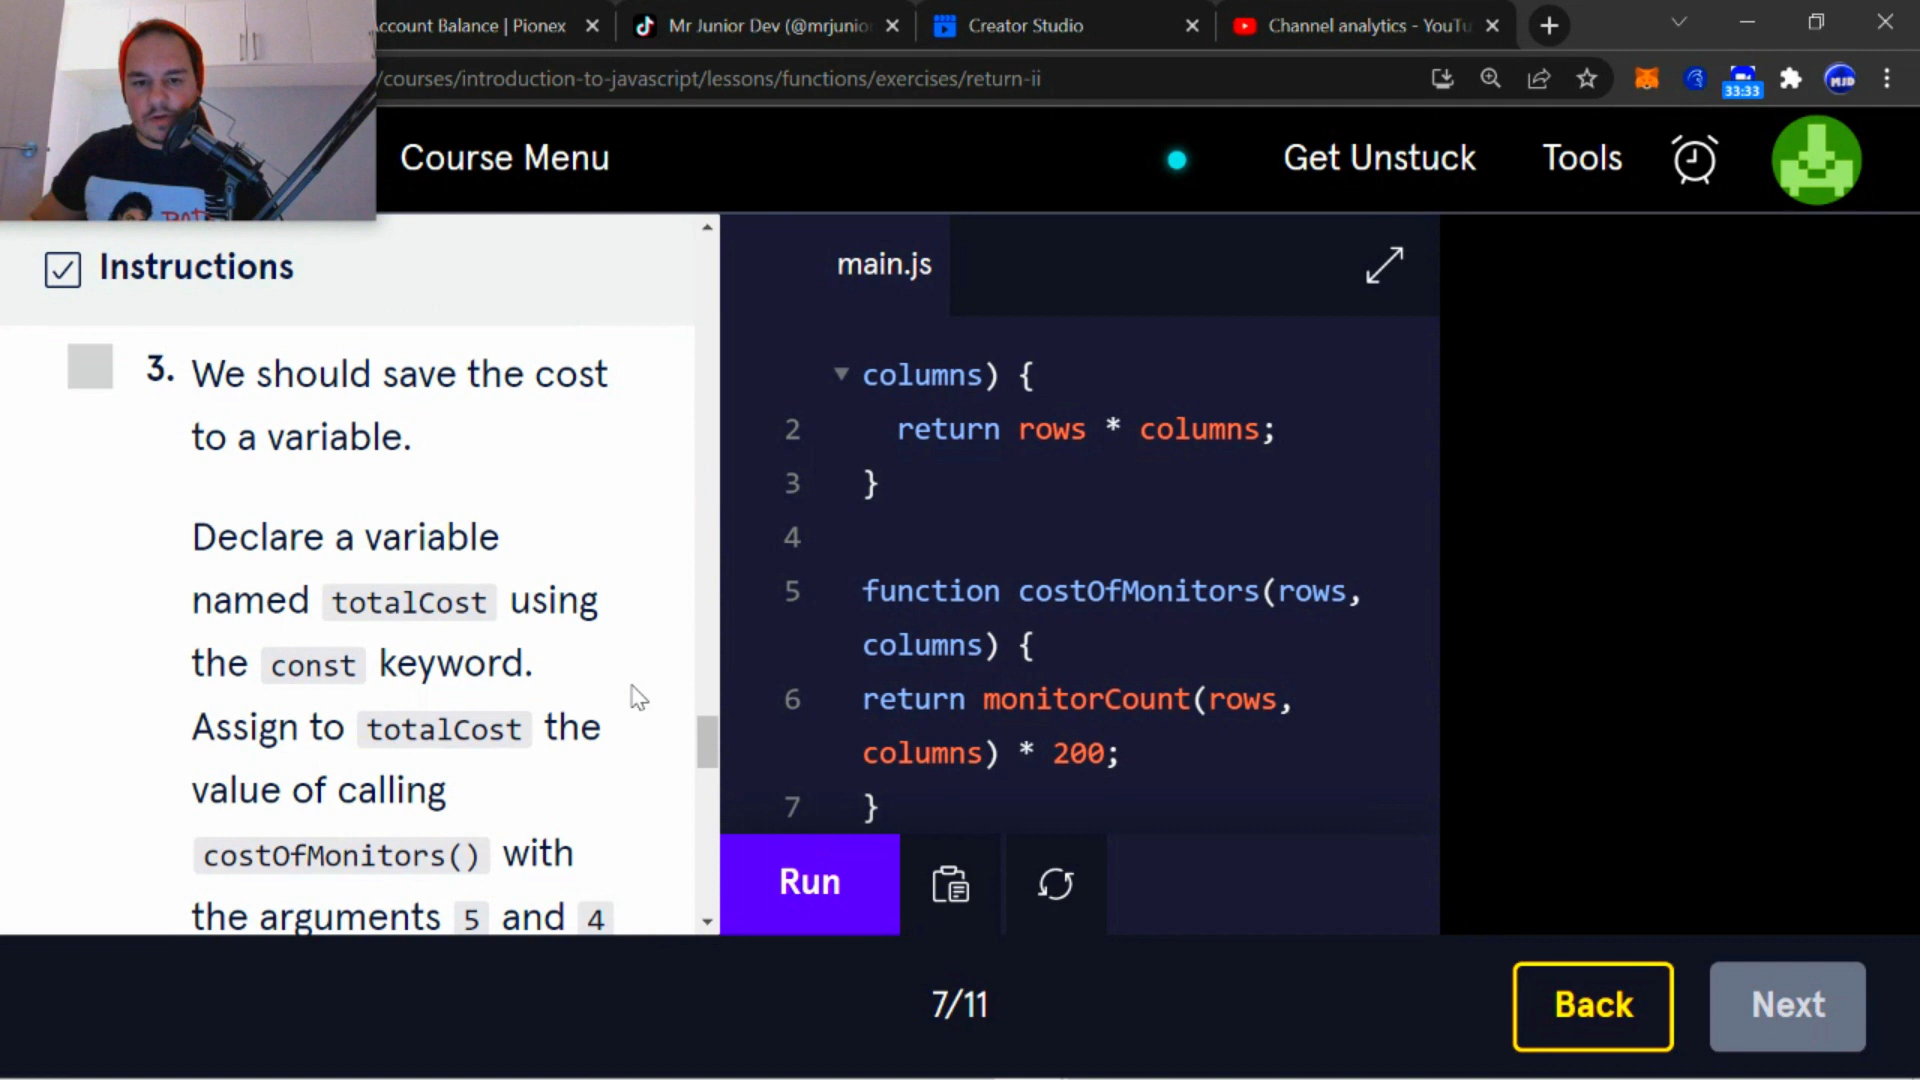 ccount Balance | Pionex
Mr Junior Dev (@mrjunio
Creator Studio
Channel analytics - YouTu
/courses/introduction-to-javascript/lessons/functions/exercises/return-ii
33:33
MJD
Course Menu
Get Unstuck
Tools
Instructions
main.js
3. We should save the cost
to a variable.
Declare a variable
named totalCost using
the const keyword.
Assign to totalCost the
value of calling
costOfMonitors() with
the arguments 5 and 4
columns) {
2 return rows * columns;
3 }
4
5 function costOfMonitors(rows,
columns) {
6 return monitorCount(rows,
columns) * 200;
7 }
Run
7/11
Back
Next